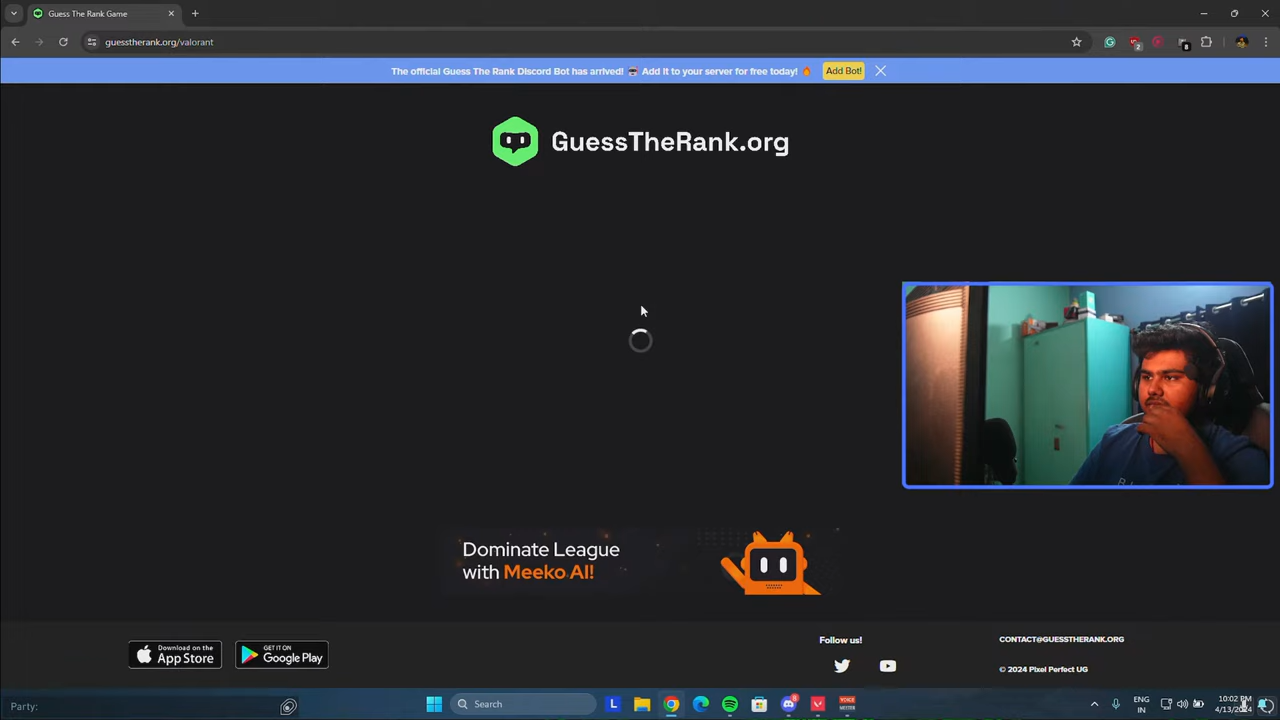 Guess The Rank Game
guesstherank.org/valorant
The official Guess The Rank Discord Bot has arrived! Add it to your server for free today! Add Bot!
GuessTheRank.org
Dominate League
with Meeko AI!
Download on the
App Store
GET IT ON
Google Play
Follow us!
CONTACT@GUESSTHERANK.ORG
© 2024 Pixel Perfect UG
Party:
Search
ENG
IN
10:02 PM
4/13/2024